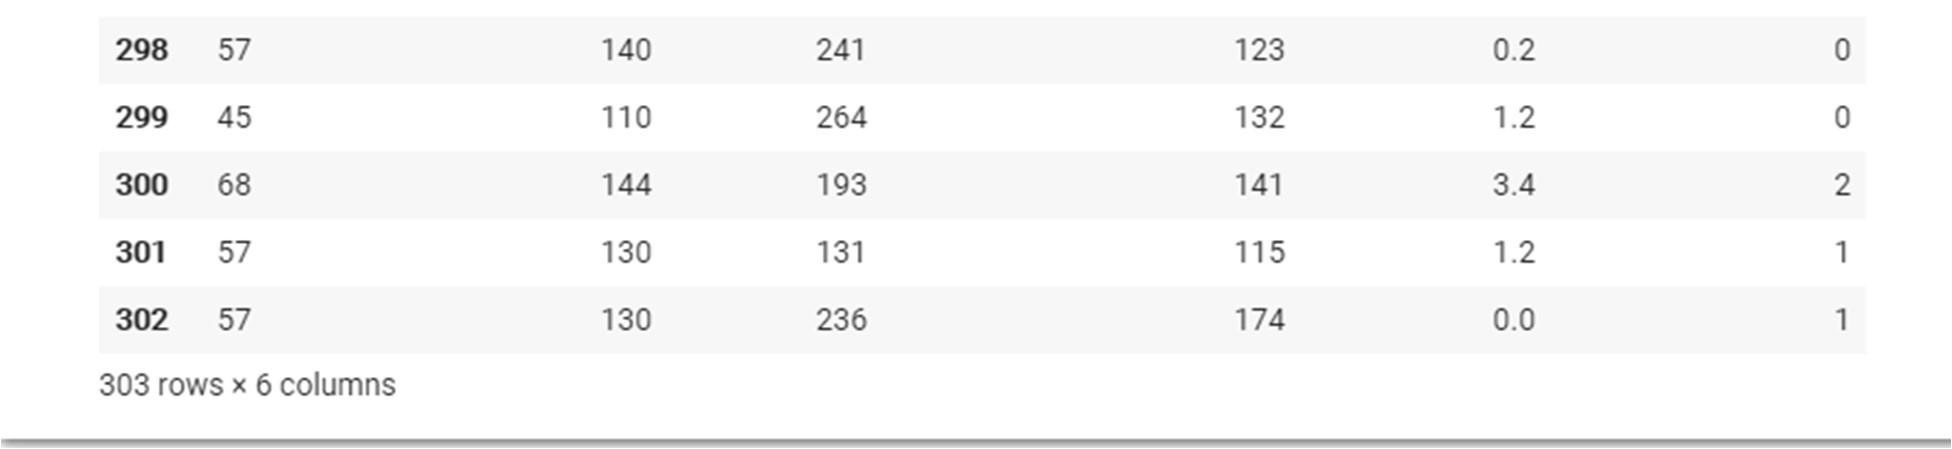 298 57 140 241 123 0.2 0
299 45 110 264 132 1.2 0
300 68 144 193 141 3.4 2
301 57 130 131 115 1.2 1
302 57 130 236 174 0.0 1
303 rows × 6 columns